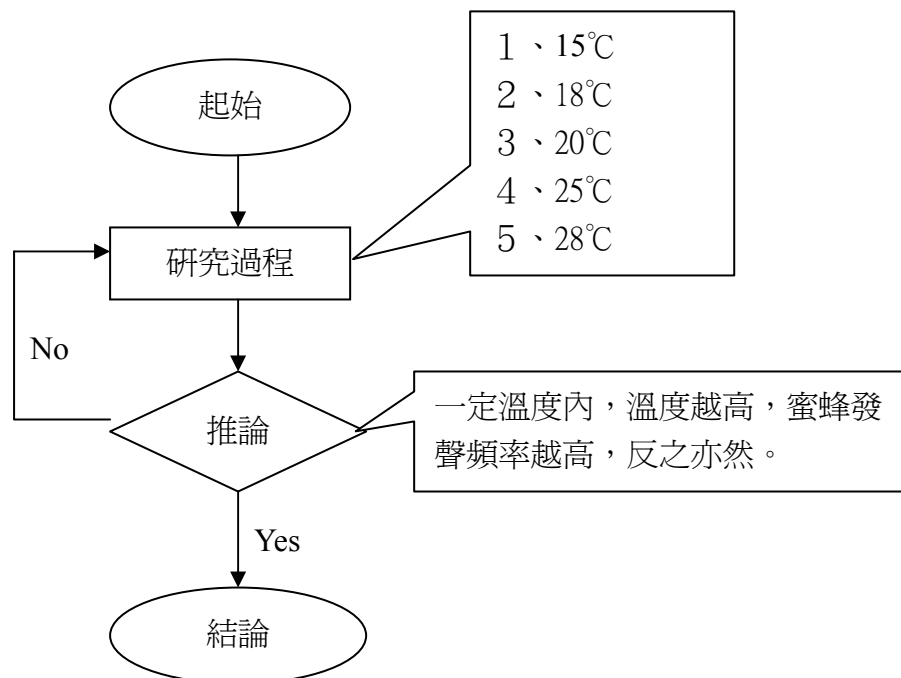 起始
１、15℃
２、18℃
３、20℃
４、25℃
５、28℃
研究過程
No
推論
一定溫度內，溫度越高，蜜蜂發
聲頻率越高，反之亦然。
Yes
結論